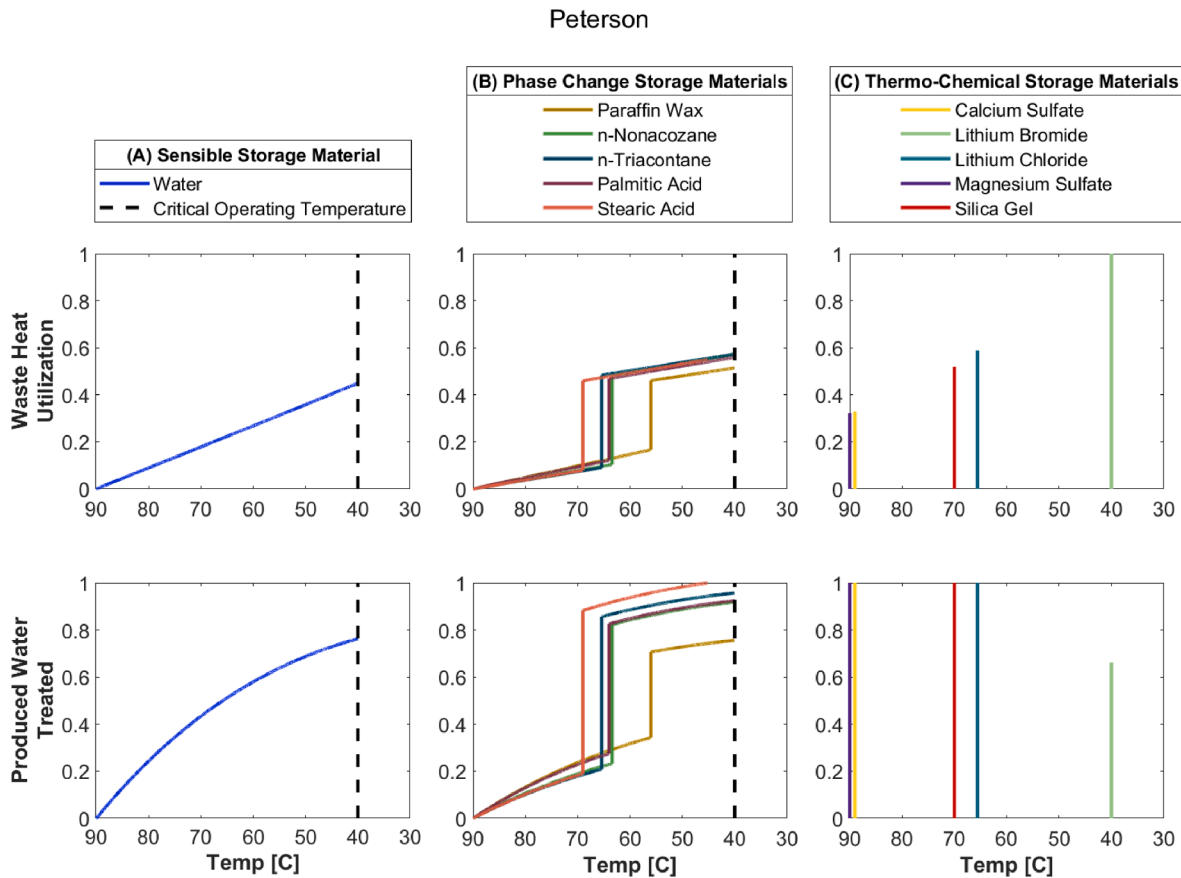 Peterson
(A) Sensible Storage Material
Water
Critical Operating Temperature
(B) Phase Change Storage Materials
Paraffin Wax
n-Nonacozane
n-Triacontane
Palmitic Acid
Stearic Acid
(C) Thermo-Chemical Storage Materials
Calcium Sulfate
Lithium Bromide
Lithium Chloride
Magnesium Sulfate
Silica Gel
Waste Heat
Utilization
1
0.8
0.6
0.4
0.2
0
90 80 70 60 50 40 30
1
0.8
0.6
0.4
0.2
0
90 80 70 60 50 40 30
1
0.8
0.6
0.4
0.2
0
90 80 70 60 50 40 30
Produced Water
Treated
1
0.8
0.6
0.4
0.2
0
90 80 70 60 50 40 30
Temp [C]
1
0.8
0.6
0.4
0.2
0
90 80 70 60 50 40 30
Temp [C]
1
0.8
0.6
0.4
0.2
0
90 80 70 60 50 40 30
Temp [C]